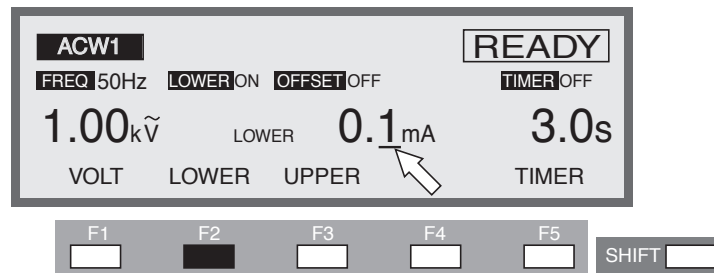 ACW1 READY
FREQ 50Hz LOWER ON OFFSET OFF TIMER OFF
1.00kṼ LOWER 0.1mA 3.0s
VOLT LOWER UPPER TIMER
F1 F2 F3 F4 F5
SHIFT